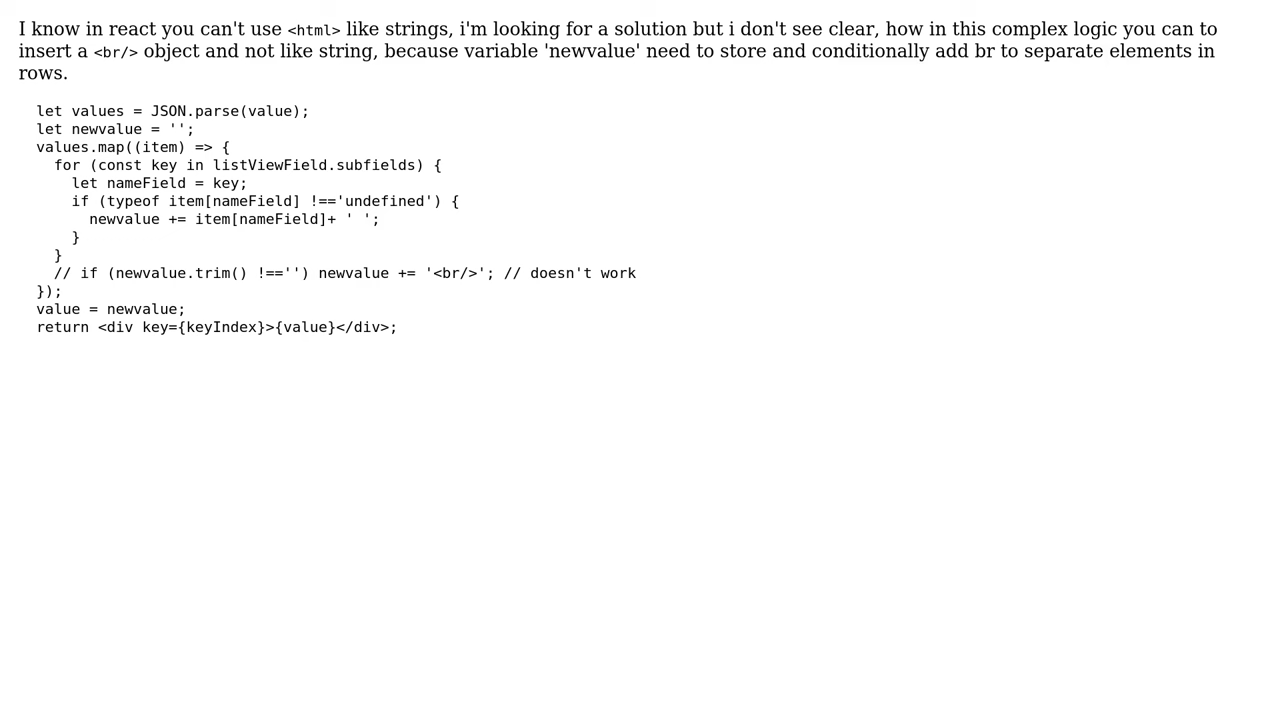 I know in react you can't use <html> like strings, i'm looking for a solution but i don't see clear, how in this complex logic you can to
insert a <br/> object and not like string, because variable 'newvalue' need to store and conditionally add br to separate elements in
rows.
let values = JSON.parse(value);
let newvalue = '';
values.map((item) => {
  for (const key in listViewField.subfields) {
    let nameField = key;
    if (typeof item[nameField] !=='undefined') {
      newvalue += item[nameField]+ ' ';
    }
  }
  // if (newvalue.trim() !=='') newvalue += '<br/>'; // doesn't work
});
value = newvalue;
return <div key={keyIndex}>{value}</div>;